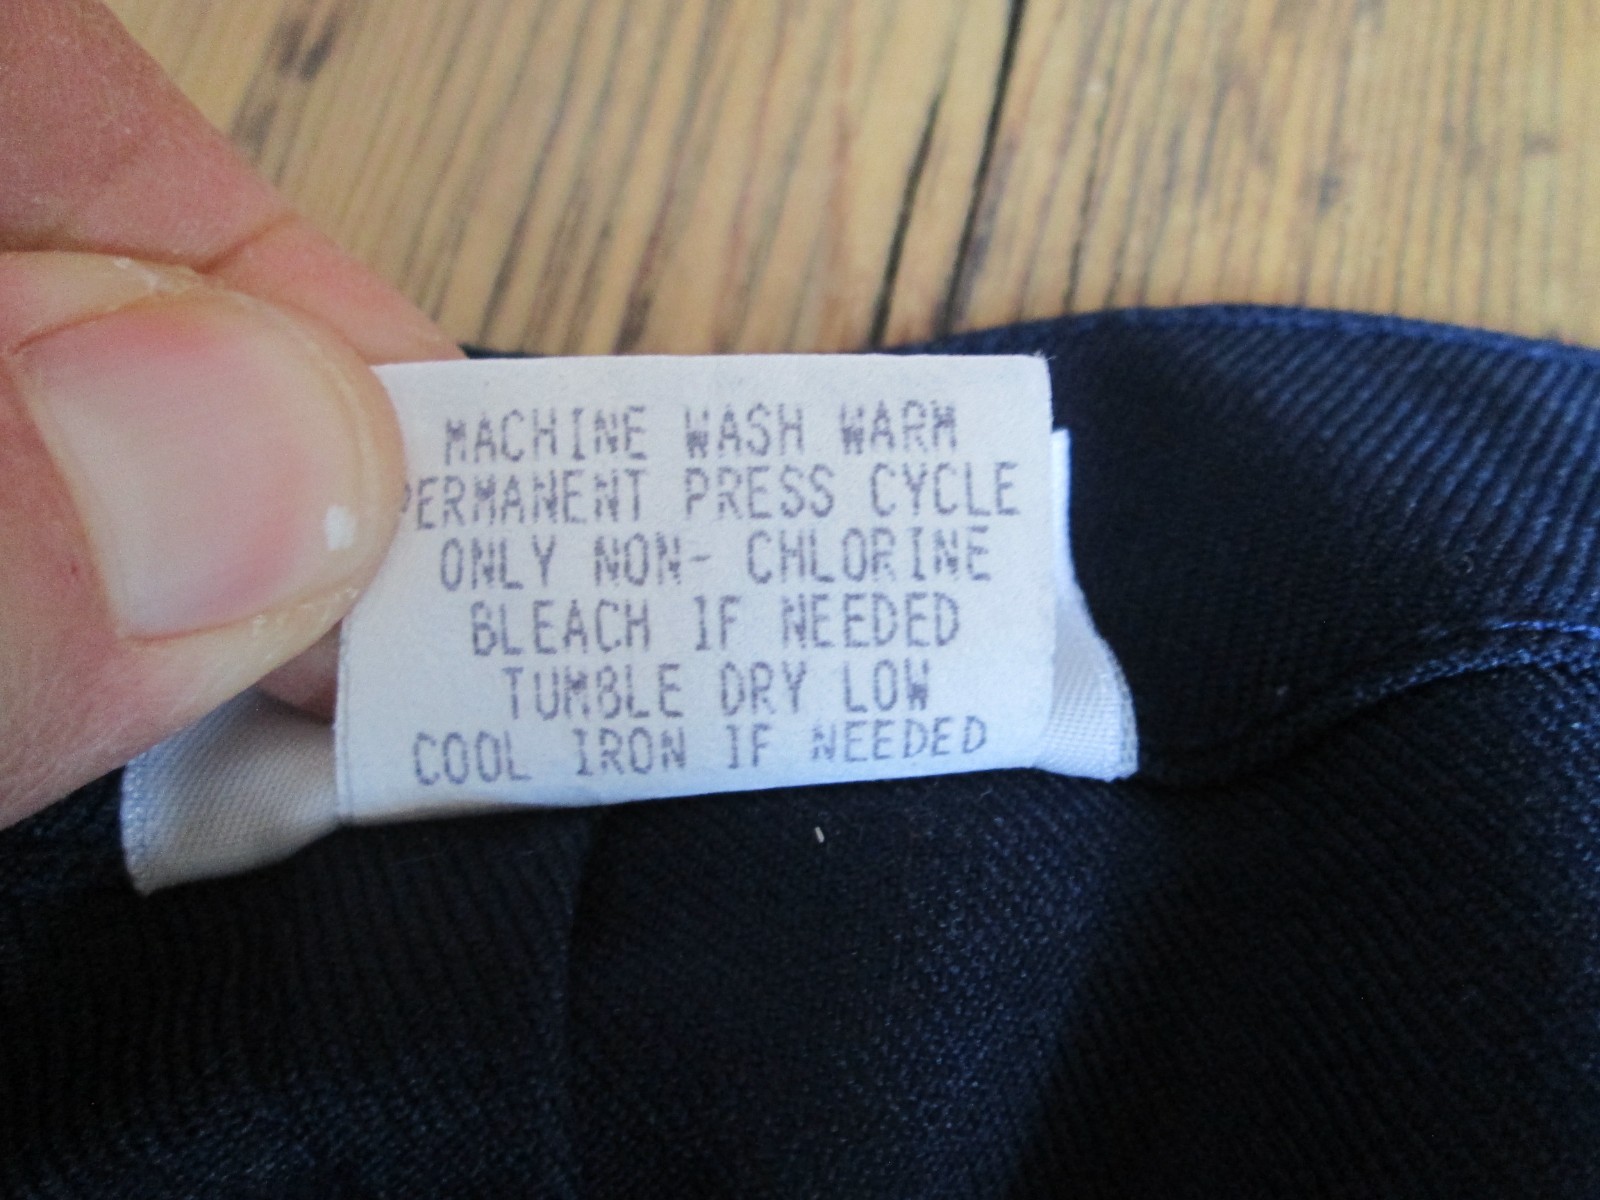 MACHINE WASH WARM
PERMANENT PRESS CYCLE
ONLY NON- CHLORINE
BLEACH IF NEEDED
TUMBLE DRY LOW
COOL IRON IF NEEDED